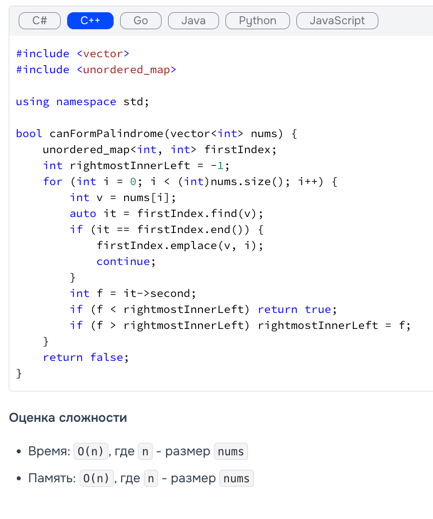 C# C++ Go Java Python JavaScript
#include <vector>
#include <unordered_map>
using namespace std;
bool canFormPalindrome(vector<int> nums) {
    unordered_map<int, int> firstIndex;
    int rightmostInnerLeft = -1;
    for (int i = 0; i < (int)nums.size(); i++) {
        int v = nums[i];
        auto it = firstIndex.find(v);
        if (it == firstIndex.end()) {
            firstIndex.emplace(v, i);
            continue;
        }
        int f = it->second;
        if (f < rightmostInnerLeft) return true;
        if (f > rightmostInnerLeft) rightmostInnerLeft = f;
    }
    return false;
}
Оценка сложности
• Время: O(n), где n - размер nums
• Память: O(n), где n - размер nums